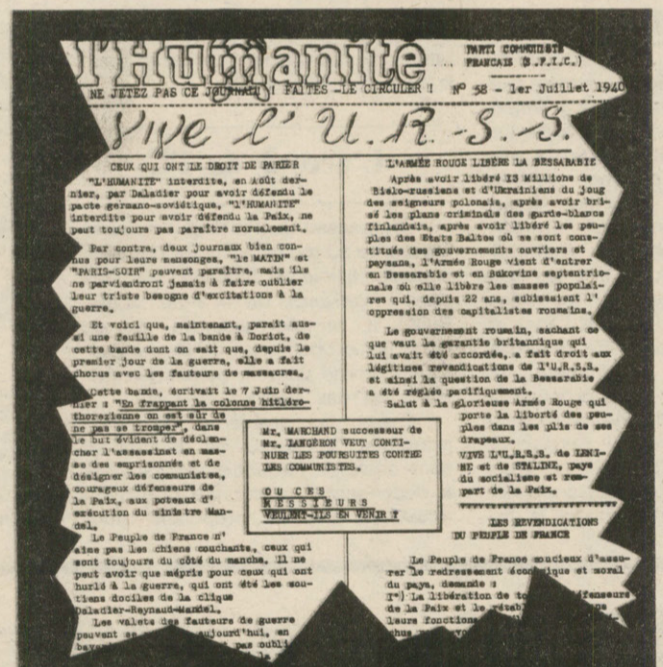 l'Humanité
PARTI COMMUNISTE
FRANCAIS (S.F.I.C.)
NE JETEZ PAS CE JOURNAL ! FAITES -LE CIRCULER !
N° 58 - 1er Juillet 1940
Vive l'U.R.S.S.
CEUX QUI ONT LE DROIT DE PARLER
"L'HUMANITE" interdite, en Août der-
nier, par Daladier pour avoir défendu le
pacte germano-soviétique, "l'HUMANITE"
interdite pour avoir défendu la Paix, ne
peut toujours pas paraître normalement.
Par contre, deux journaux bien con-
nus pour leurs mensonges, "le MATIN" et
"PARIS-SOIR" peuvent paraître, mais ils
ne parviendront jamais à faire oublier
leur triste besogne d'excitations à la
guerre.
Et voici que, maintenant, parait aus-
si une feuille de la bande à Doriot, de
cette bande dont on sait que, depuis le
premier jour de la guerre, elle a fait
chorus avec les fauteurs de massacres.
Cette bande, écrivait le 7 Juin der-
nier : "En frappant la colonne hitléro-
thorezienne on est sûr de
ne pas se tromper", dans
le but évident de déclen-
cher l'assassinat en mas-
se des emprisonnés et de
désigner les communistes,
courageux défenseurs de
la Paix, aux poteaux d'
exécution du ministre Man-
del.
Le Peuple de France n'
aime pas les chiens couchants, ceux qui
sont toujours du côté du manche. Il ne
peut avoir que mépris pour ceux qui ont
hurlé à la guerre, qui ont été les sou-
tiens dociles de la clique
Daladier-Reynaud-Mandel.
Les valets des fauteurs de guerre
peuvent se aujourd'hui, en
pas oubli
Mr. MARCHAND successeur de
Mr. LANGERON VEUT CONTI-
NUER LES POURSUITES CONTRE
LES COMMUNISTES.
OU CES
MESSIEURS
VEULENT-ILS EN VENIR ?
L'ARMÉE ROUGE LIBÈRE LA BESSARABIE
Après avoir libéré I3 Millions de
Bielo-russiens et d'Ukrainiens du joug
des seigneurs polonais, après avoir bri-
sé les plans criminels des garde-blancs
finlandais, après avoir libéré les peu-
ples des Etats Baltes où se sont cons-
titués des gouvernements ouvriers et
paysans, l'Armée Rouge vient d'entrer
en Bessarabie et en Bukovine septentrio-
nale où elle libère les masses populai-
res qui, depuis 22 ans, subissaient l'
oppression des capitalistes roumains.
Le gouvernement roumain, sachant ce
que vaut la garantie britannique qui
lui avait été accordée, a fait droit aux
légitimes revendications de l'U.R.S.S.
et ainsi la question de la Bessarabie
a été réglée pacifiquement.
Salut à la glorieuse Armée Rouge qui
porte la liberté des peu-
ples dans les plis de ses
drapeaux.
VIVE L'U.R.S.S. de LENI-
NE et de STALINE, pays
du socialisme et rem-
part de la Paix.
LES REVENDICATIONS
DU PEUPLE DE FRANCE
Le Peuple de France soucieux d'assu-
rer le redressement économique et moral
du pays, demande :
I°) La libération de défenseurs
de la Paix et le
leurs